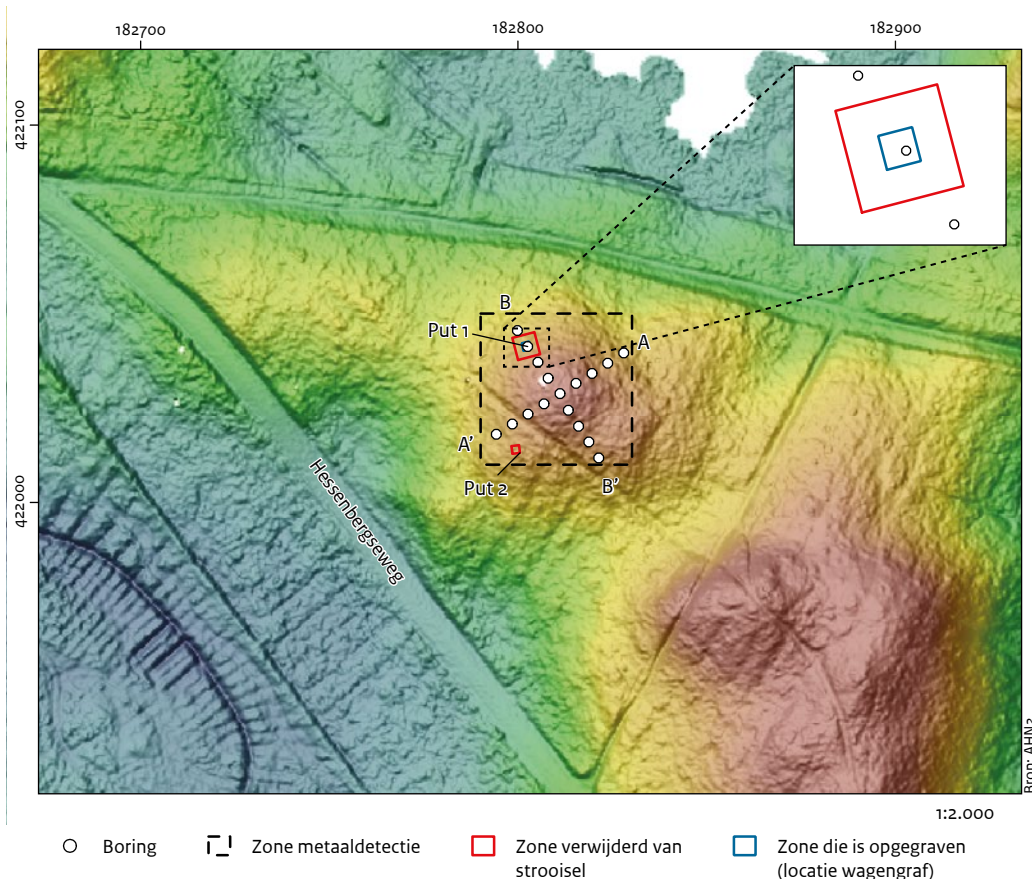 182700
182800
182900
422100
422000
B
Put 1
A
A'
Put 2
B'
Hessenbergseweg
Bron: AHN2
1:2.000
Boring
Zone metaaldetectie
Zone verwijderd van
strooisel
Zone die is opgegraven
(locatie wagengraf)